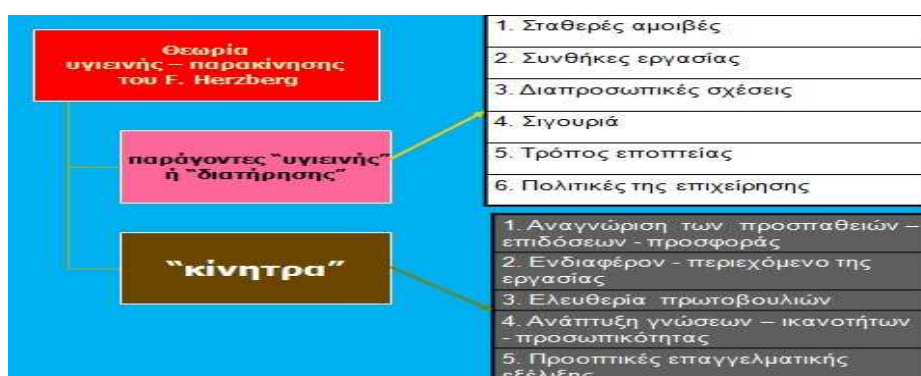 Θεωρία
υγιεινής – παρακίνησης
του F. Herzberg
παράγοντες “υγιεινής”
ή “διατήρησης”
“κίνητρα”
1. Σταθερές αμοιβές
2. Συνθήκες εργασίας
3. Διαπροσωπικές σχέσεις
4. Σιγουριά
5. Τρόπος εποπτείας
6. Πολιτικές της επιχείρησης
1. Αναγνώριση των προσπαθειών –
επιδόσεων - προσφοράς
2. Ενδιαφέρον - περιεχόμενο της
εργασίας
3. Ελευθερία πρωτοβουλιών
4. Ανάπτυξη γνώσεων – ικανοτήτων
- προσωπικότητας
5. Προοπτικές επαγγελματικής
εξέλιξης